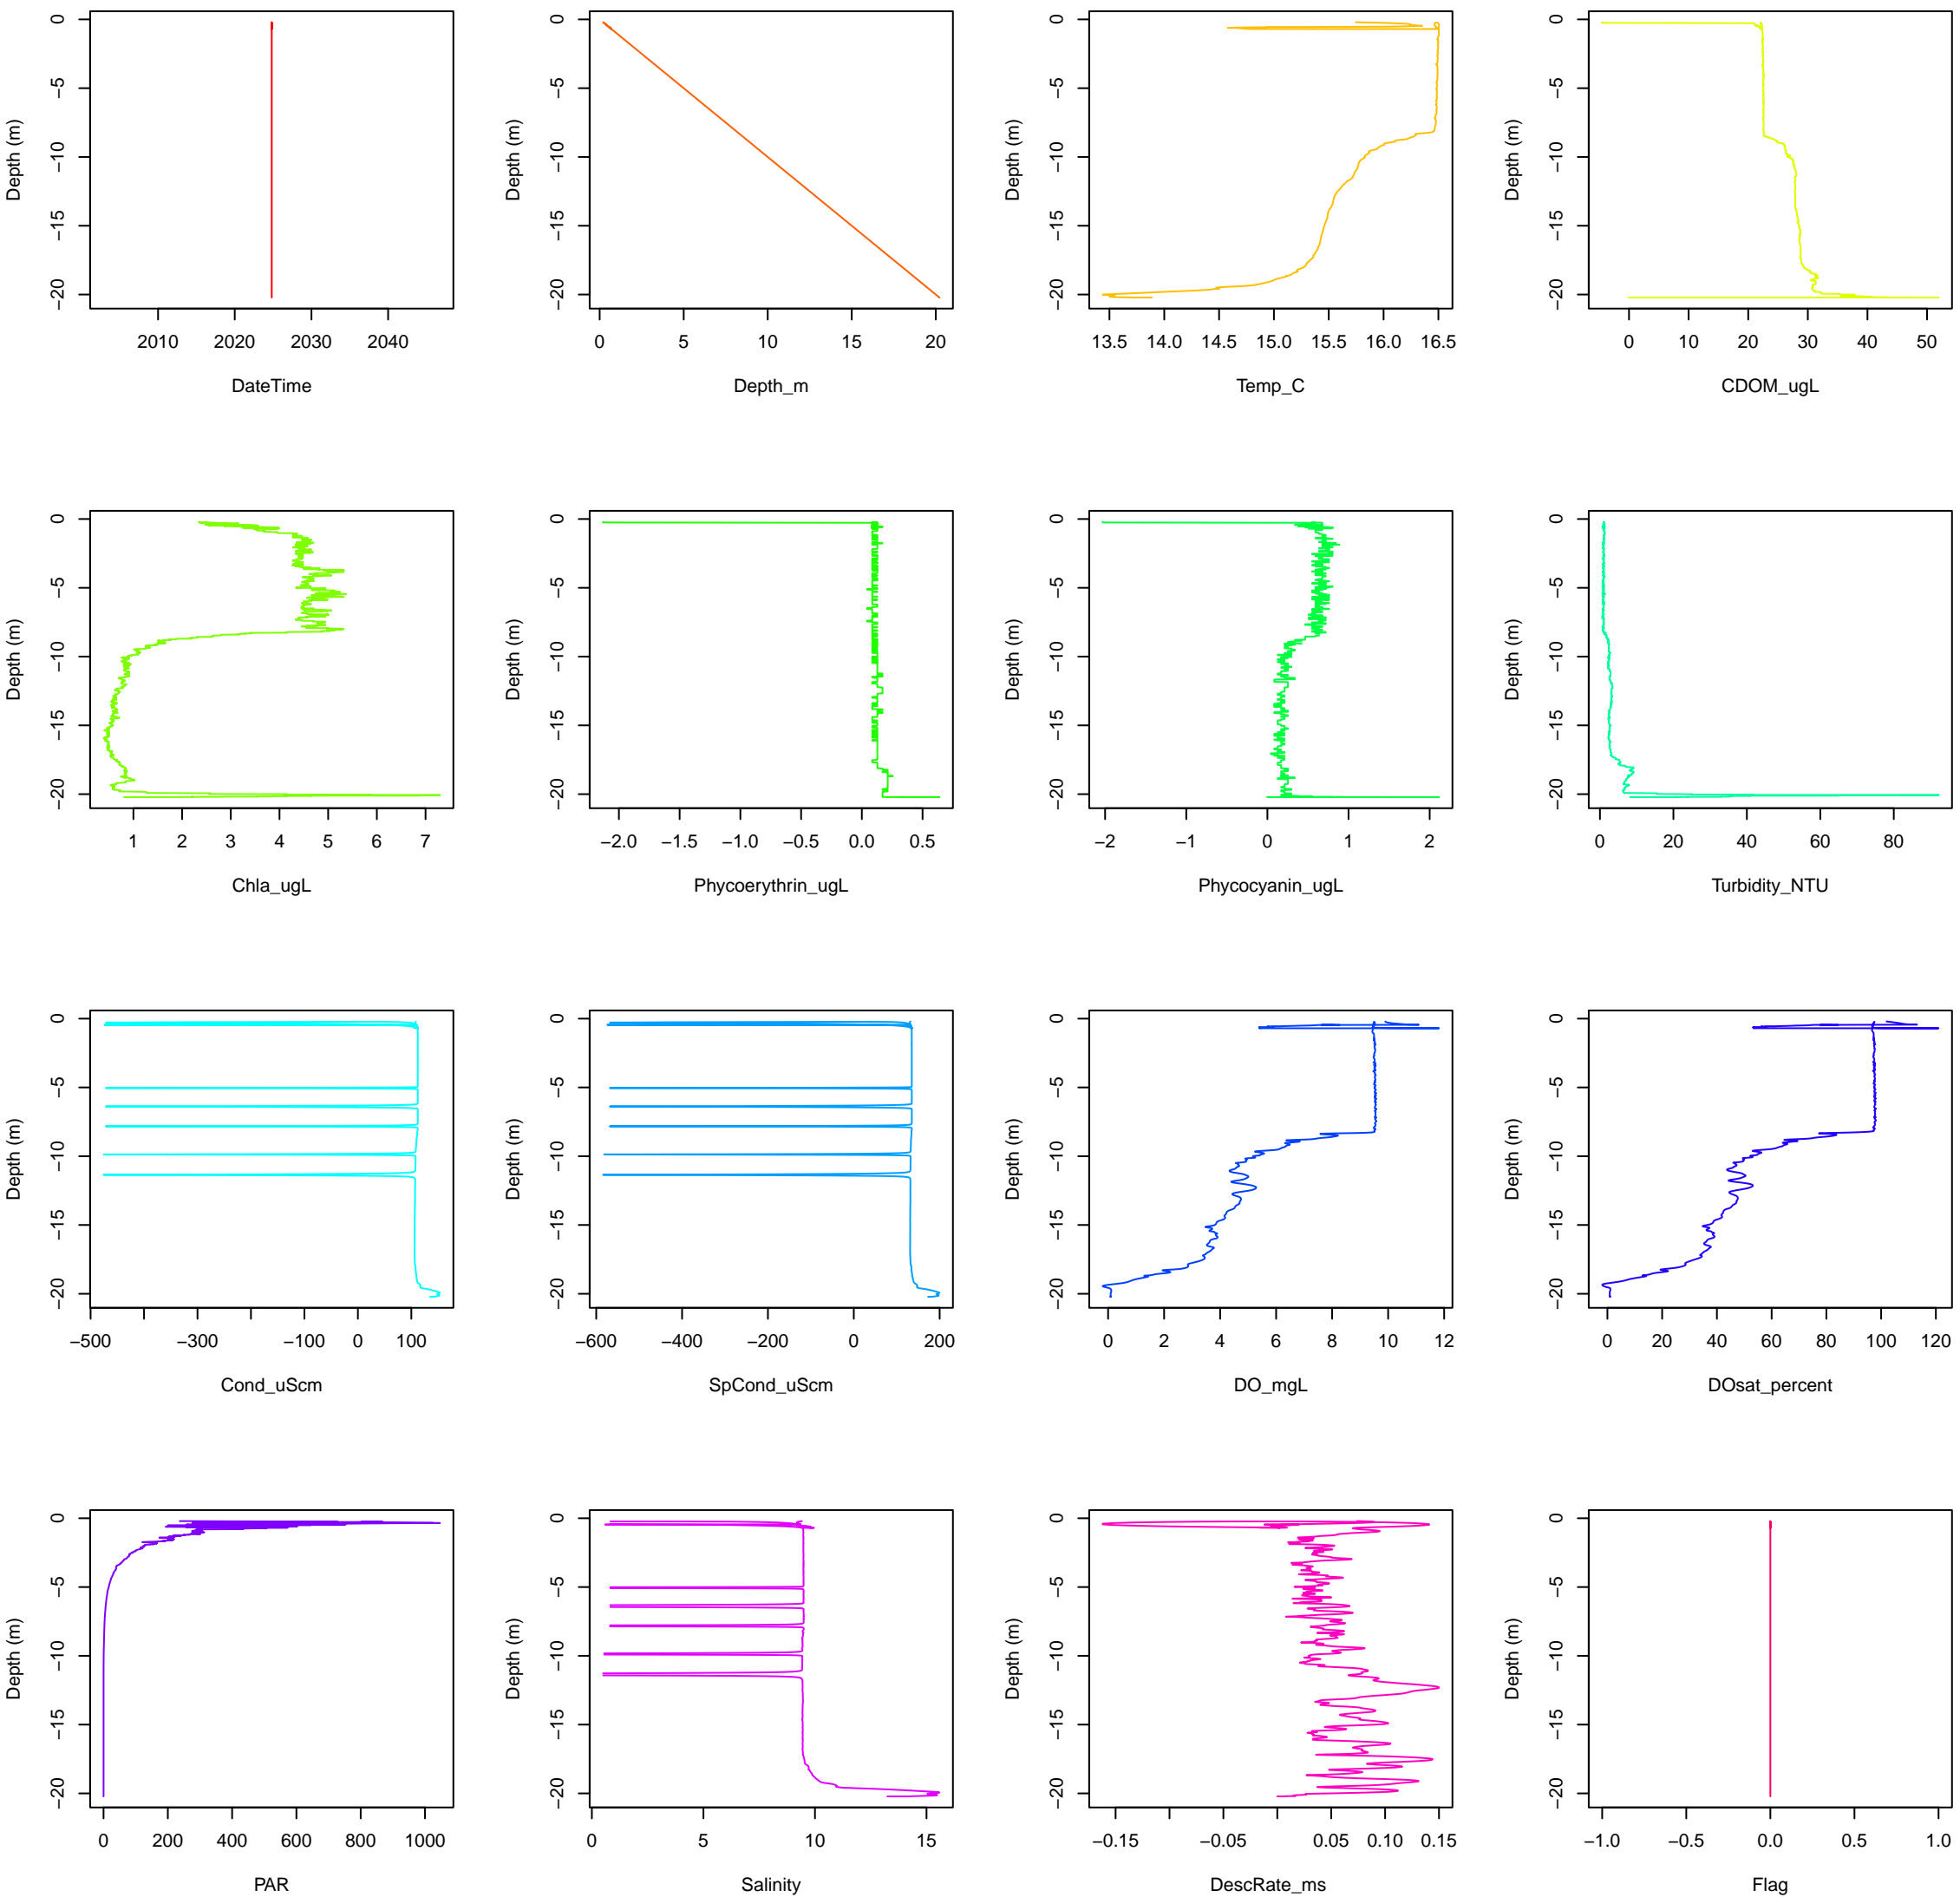 0 0 0 0
−5 −5 −5 −5
−10 −10 −10 −10
−15 −15 −15 −15
−20 −20 −20 −20
Depth (m) Depth (m) Depth (m) Depth (m)
2010 2020 2030 2040 0 5 10 15 20 13.5 14.0 14.5 15.0 15.5 16.0 16.5 0 10 20 30 40 50
DateTime Depth_m Temp_C CDOM_ugL
0 0 0 0
−5 −5 −5 −5
−10 −10 −10 −10
−15 −15 −15 −15
−20 −20 −20 −20
Depth (m) Depth (m) Depth (m) Depth (m)
1 2 3 4 5 6 7 −2.0 −1.5 −1.0 −0.5 0.0 0.5 −2 −1 0 1 2 0 20 40 60 80
Chla_ugL Phycoerythrin_ugL Phycocyanin_ugL Turbidity_NTU
0 0 0 0
−5 −5 −5 −5
−10 −10 −10 −10
−15 −15 −15 −15
−20 −20 −20 −20
Depth (m) Depth (m) Depth (m) Depth (m)
−500 −300 −100 0 100 −600 −400 −200 0 200 0 2 4 6 8 10 12 0 20 40 60 80 100 120
Cond_uScm SpCond_uScm DO_mgL DOsat_percent
0 0 0 0
−5 −5 −5 −5
−10 −10 −10 −10
−15 −15 −15 −15
−20 −20 −20 −20
Depth (m) Depth (m) Depth (m) Depth (m)
0 200 400 600 800 1000 0 5 10 15 −0.15 −0.05 0.05 0.10 0.15 −1.0 −0.5 0.0 0.5 1.0
PAR Salinity DescRate_ms Flag